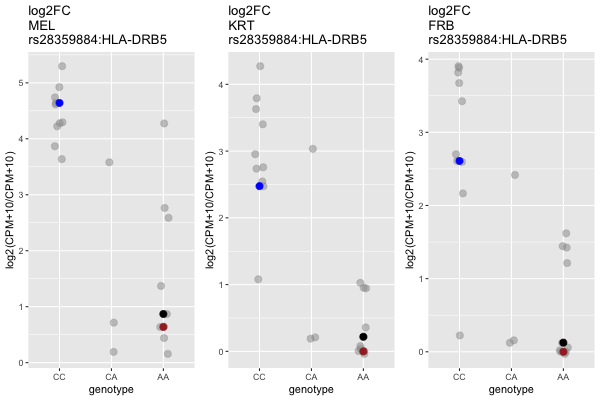 log2FC
MEL
rs28359884:HLA-DRB5
log2(CPM+10/CPM+10)
5
4
3
2
1
0
CC
CA
AA
genotype
log2FC
KRT
rs28359884:HLA-DRB5
log2(CPM+10/CPM+10)
4
3
2
1
0
CC
CA
AA
genotype
log2FC
FRB
rs28359884:HLA-DRB5
log2(CPM+10/CPM+10)
4
3
2
1
0
CC
CA
AA
genotype